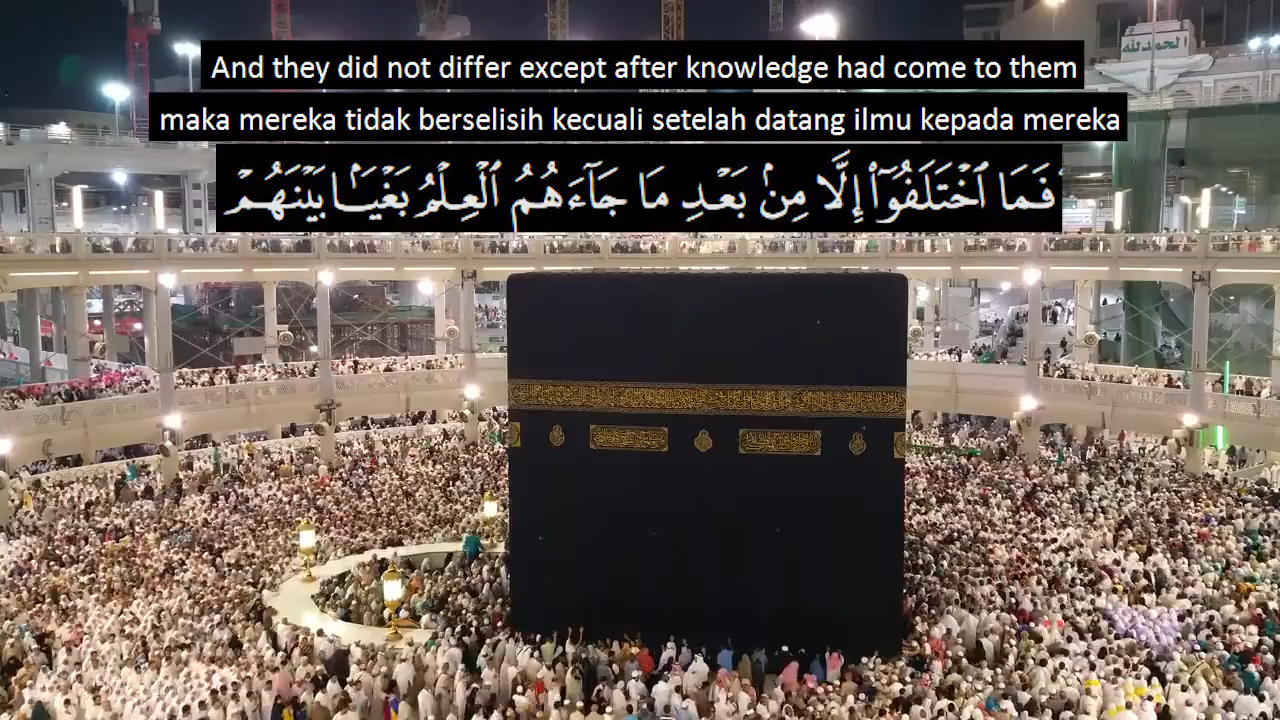 And they did not differ except after knowledge had come to them
maka mereka tidak berselisih kecuali setelah datang ilmu kepada mereka
فَمَا ٱخْتَلَفُوٓا۟ إِلَّا مِنۢ بَعْدِ مَا جَآءَهُمُ ٱلْعِلْمُ بَغْيًۢا بَيْنَهُمْ
الحمدلله